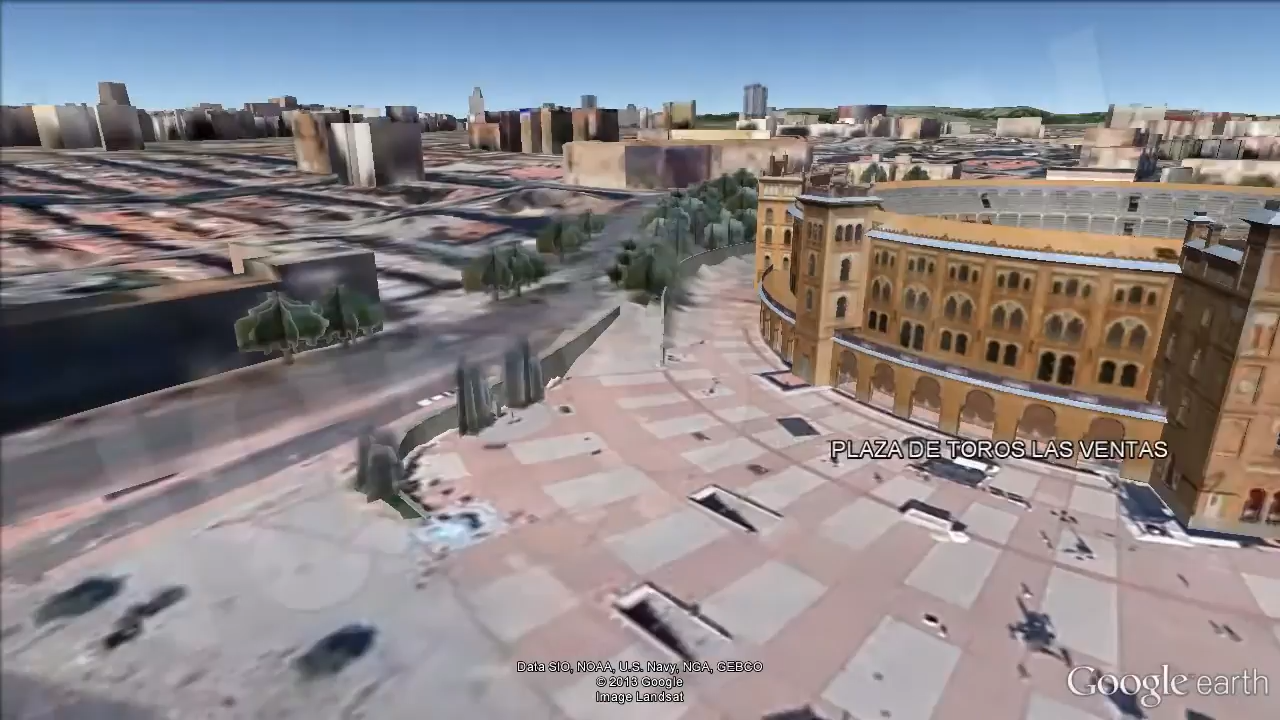 PLAZA DE TOROS LAS VENTAS
Data SIO, NOAA, U.S. Navy, NGA, GEBCO
© 2013 Google
Image Landsat
Google earth